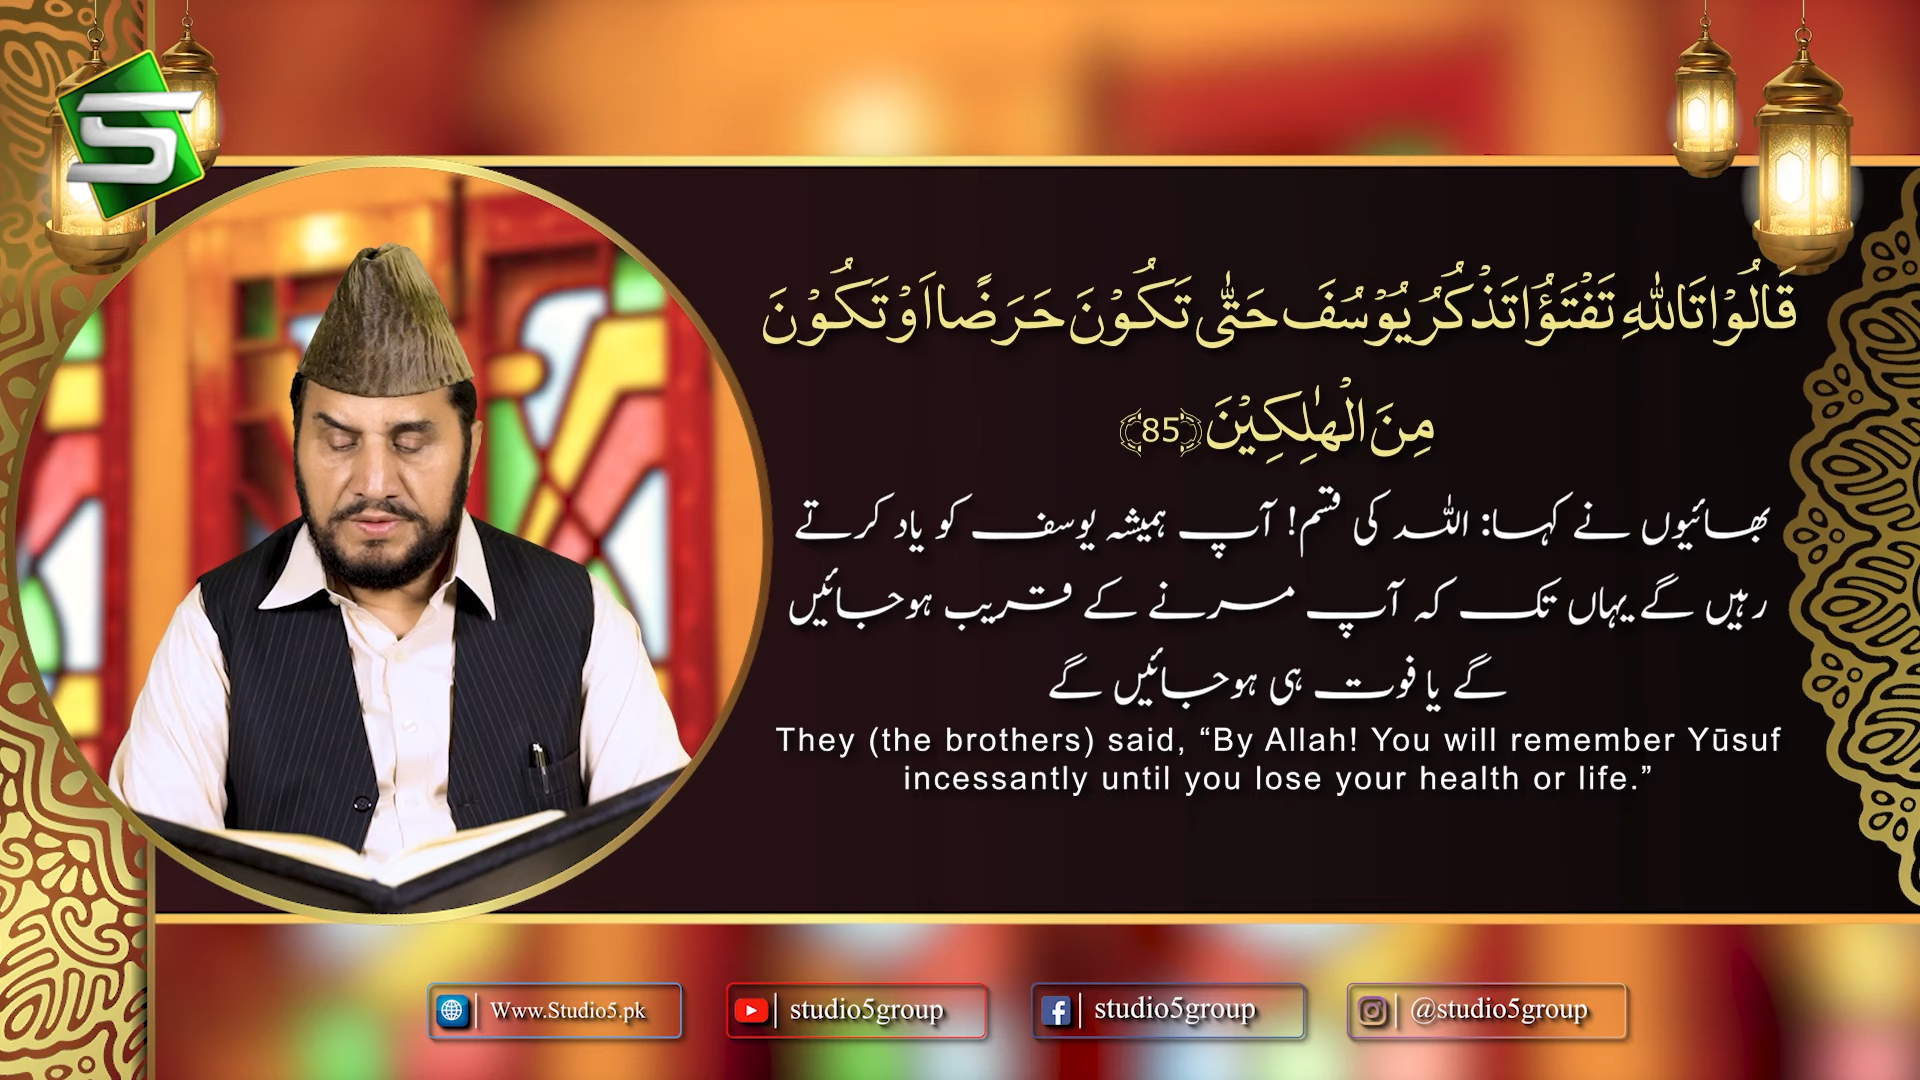 قَالُوْا تَاللّٰهِ تَفْتَؤُا تَذْكُرُ يُوْسُفَ حَتّٰى تَكُوْنَ حَرَضًا اَوْ تَكُوْنَ
مِنَ الْهٰلِكِيْنَ ﴿85﴾
بھائیوں نے کہا: اللہ کی قسم! آپ ہمیشہ یوسف کو یاد کرتے
رہیں گے یہاں تک کہ آپ مرنے کے قریب ہوجائیں
گے یا فوت ہی ہوجائیں گے
They (the brothers) said, “By Allah! You will remember Yūsuf
incessantly until you lose your health or life.”
Www.Studio5.pk
studio5group
studio5group
@studio5group